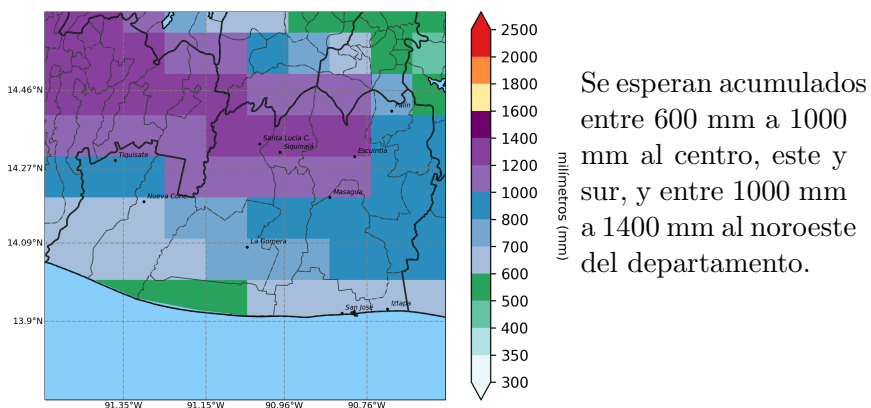 14.46°N
14.27°N
14.09°N
13.9°N
91.35°W 91.15°W 90.96°W 90.76°W
Palín
Santa Lucía C.
Siquinalá
Escuintla
Tiquisate
Nueva Conc.
Masagua
La Gomera
San José
Iztapa
2500
2000
1800
1600
1400
1200
1000
800
700
600
500
400
350
300
milímetros (mm)
Se esperan acumulados
entre 600 mm a 1000
mm al centro, este y
sur, y entre 1000 mm
a 1400 mm al noroeste
del departamento.